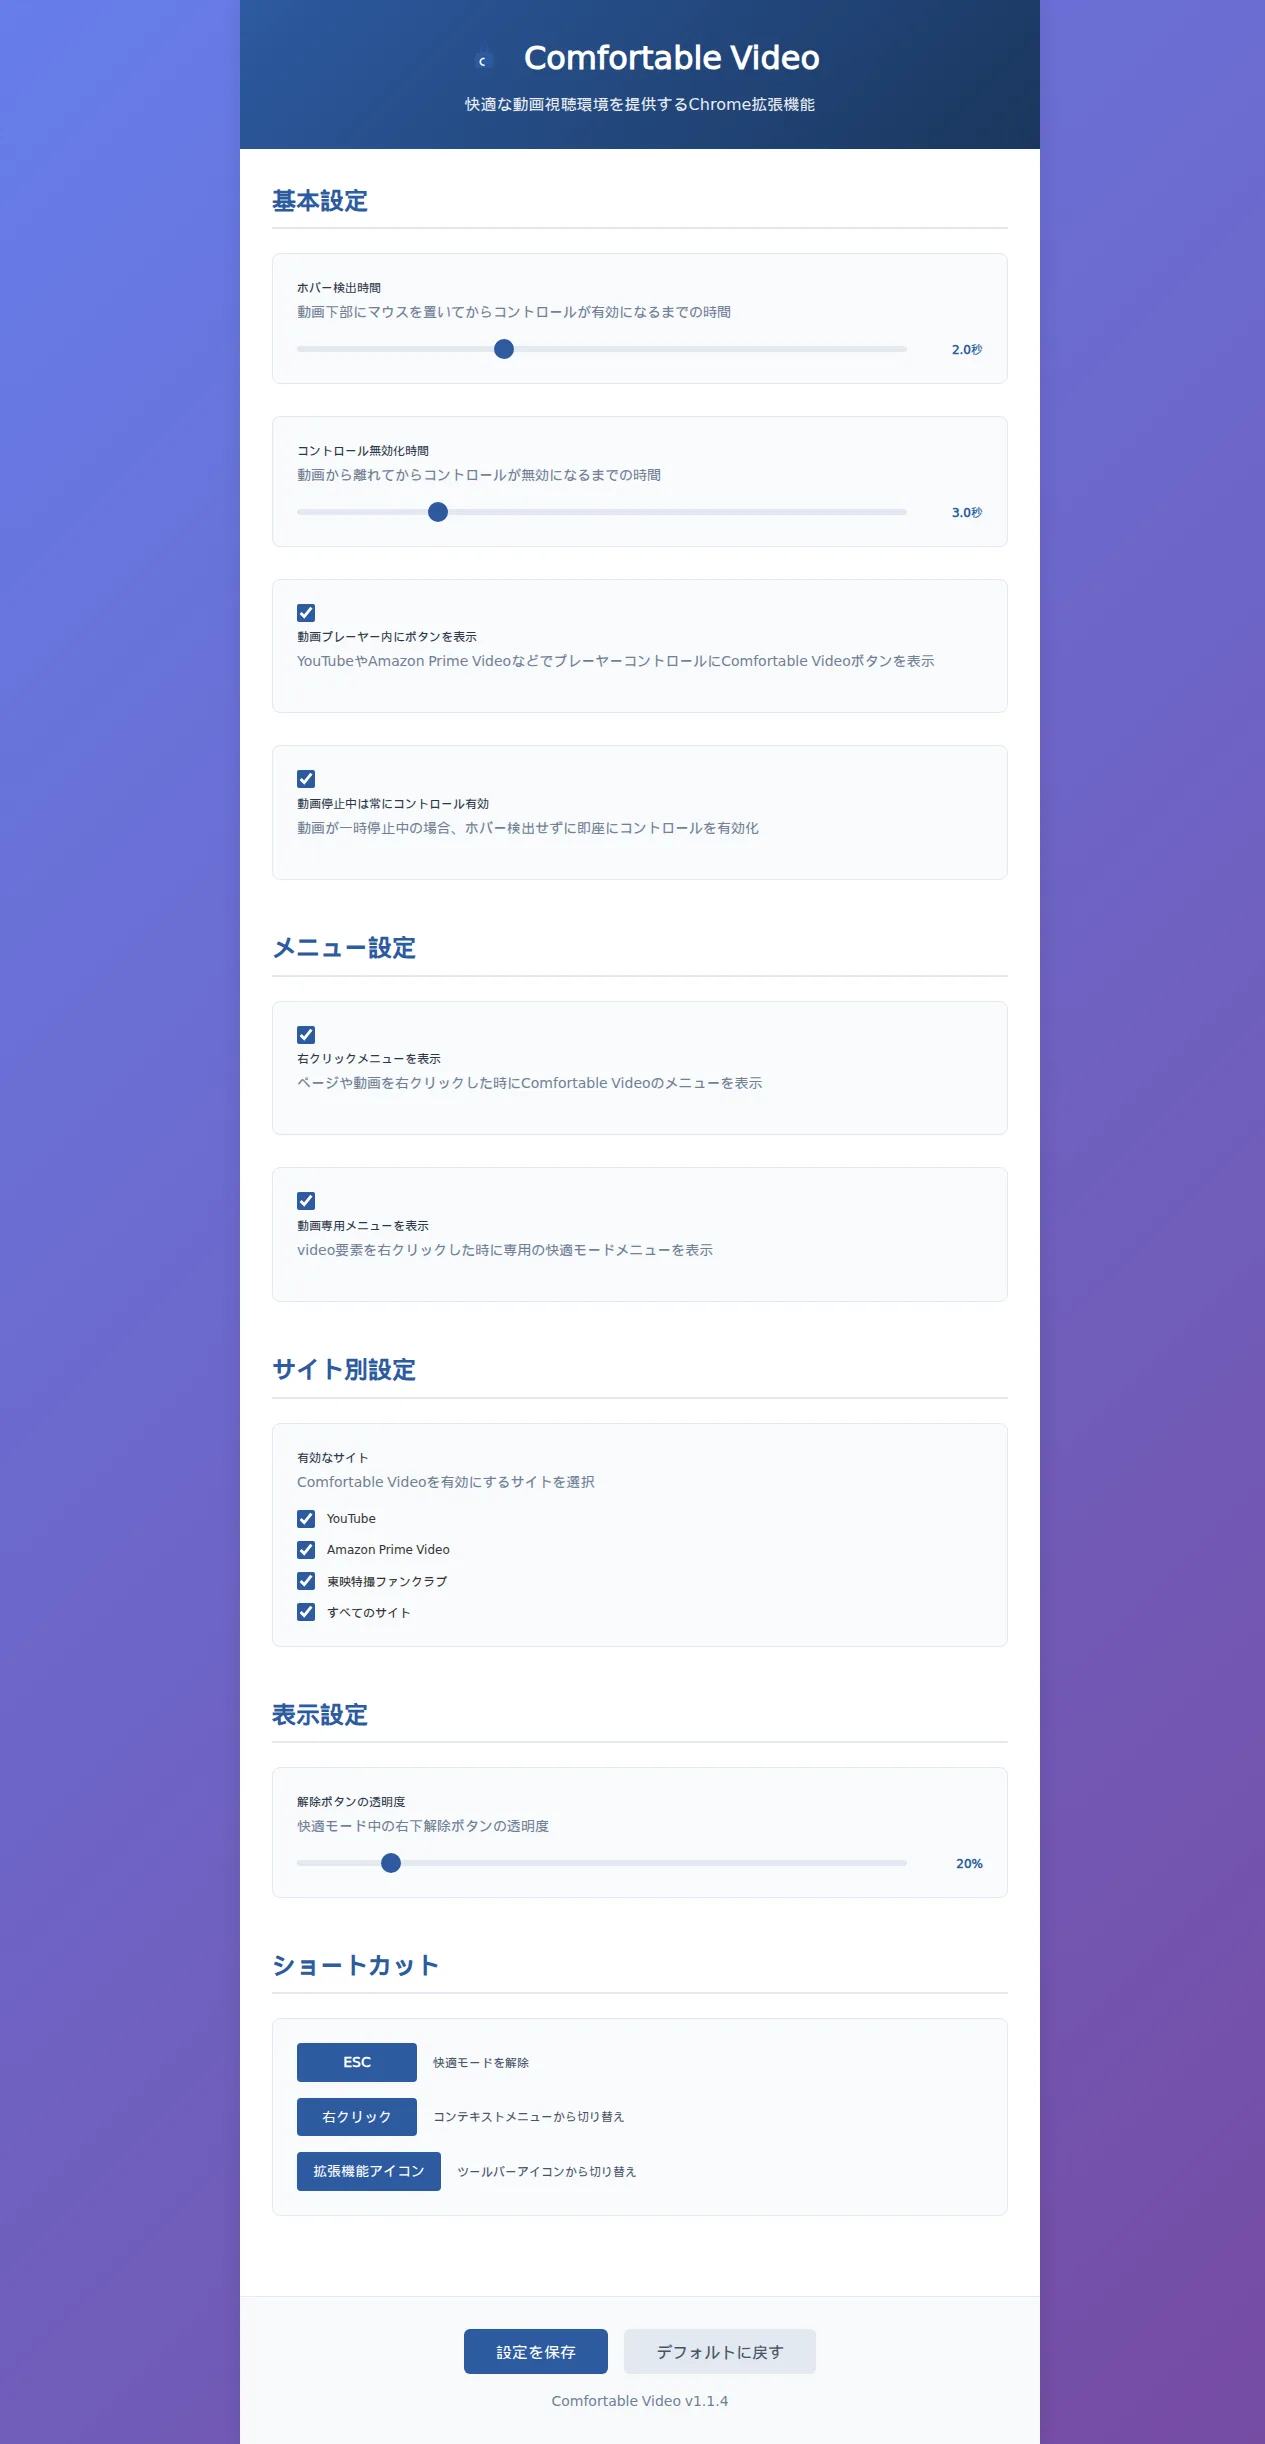 C
Comfortable Video
快適な動画視聴環境を提供するChrome拡張機能
基本設定
ホバー検出時間
動画下部にマウスを置いてからコントロールが有効になるまでの時間
2.0秒
コントロール無効化時間
動画から離れてからコントロールが無効になるまでの時間
3.0秒
動画プレーヤー内にボタンを表示
YouTubeやAmazon Prime VideoなどでプレーヤーコントロールにComfortable Videoボタンを表示
動画停止中は常にコントロール有効
動画が一時停止中の場合、ホバー検出せずに即座にコントロールを有効化
メニュー設定
右クリックメニューを表示
ページや動画を右クリックした時にComfortable Videoのメニューを表示
動画専用メニューを表示
video要素を右クリックした時に専用の快適モードメニューを表示
サイト別設定
有効なサイト
Comfortable Videoを有効にするサイトを選択
YouTube
Amazon Prime Video
東映特撮ファンクラブ
すべてのサイト
表示設定
解除ボタンの透明度
快適モード中の右下解除ボタンの透明度
20%
ショートカット
ESC 快適モードを解除
右クリック コンテキストメニューから切り替え
拡張機能アイコン ツールバーアイコンから切り替え
設定を保存 デフォルトに戻す
Comfortable Video v1.1.4